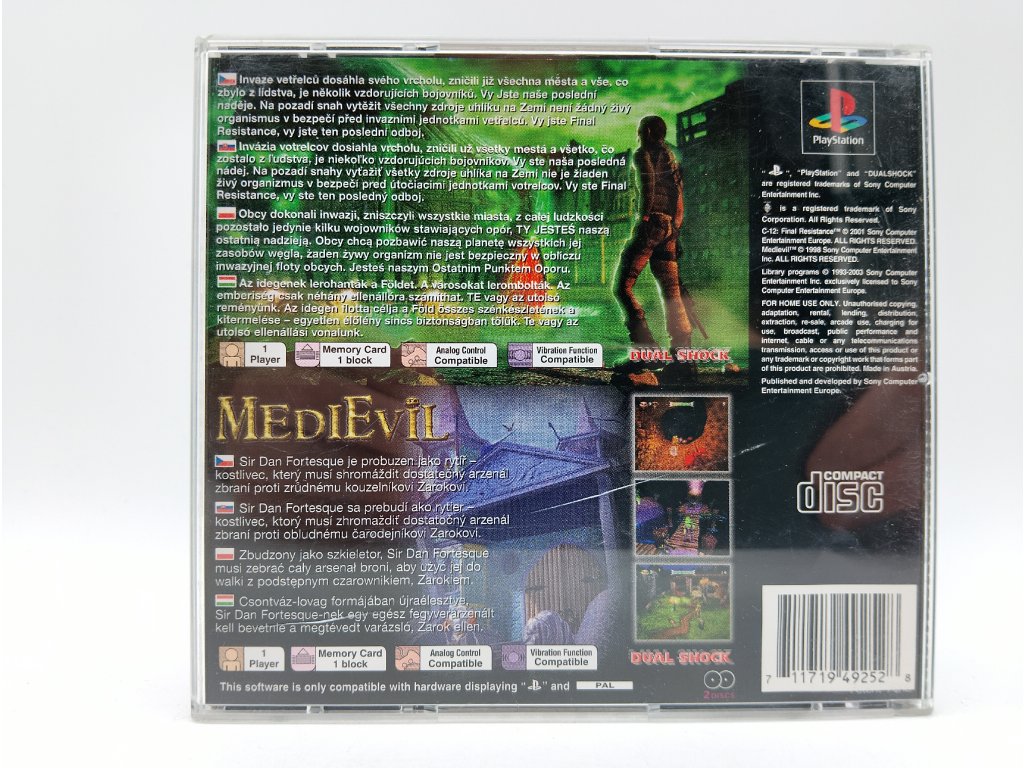 Invaze vetřelců dosáhla svého vrcholu, zničili již všechna města a vše, co
zbylo z lidstva, je několik vzdorujících bojovníků. Vy Jste naše poslední
naděje. Na pozadí snah vytěžit všechny zdroje uhlíku na Zemi není žádný živý
organismus v bezpečí před invazními jednotkami vetřelců. Vy jste Final
Resistance, vy jste ten poslední odboj.
Invázia votrelcov dosiahla vrcholu, zničili už všetky mestá a všetko, čo
zostalo z ľudstva, je niekoľko vzdorujúcich bojovníkov. Vy ste naša posledná
nádej. Na pozadí snahy vyťažiť všetky zdroje uhlíka na Zemi nie je žiaden
živý organizmus v bezpečí pred útočiacimi jednotkami votrelcov. Vy ste Final
Resistance, vy ste ten posledný odboj.
Obcy dokonali inwazji, zniszczyli wszystkie miasta, z całej ludzkości
pozostało jedynie kilku wojowników stawiających opór, TY JESTEŚ naszą
ostatnią nadzieją. Obcy chcą pozbawić naszą planetę wszystkich jej
zasobów węgla, żaden żywy organizm nie jest bezpieczny w obliczu
inwazyjnej floty obcych. Jesteś naszym Ostatnim Punktem Oporu.
Az idegenek lerohanták a Földet. A városokat lerombolták. Az
emberiség csak néhány ellenállóra számíthat. TE vagy az utolsó
reményünk. Az idegen flotta célja a Föld összes szénkészletének a
kitermelése – egyetlen élőlény sincs biztonságban tőlük. Te vagy az
utolsó ellenállási vonalunk.
1 Player
Memory Card 1 block
Analog Control Compatible
Vibration Function Compatible
DUAL SHOCK
MEDIEVIL
Sir Dan Fortesque je probuzen jako rytíř –
kostlivec, který musí shromáždit dostatečný arzenál
zbraní proti zrůdnému kouzelníkovi Zarokovi.
Sir Dan Fortesque sa prebudí ako rytier –
kostlivec, ktorý musí zhromaždiť dostatočný arzenál
zbraní proti obludnému čarodejníkovi Zarokovi.
Zbudzony jako szkieletor, Sir Dan Fortesque
musi zebrać cały arsenał broni, aby użyć jej do
walki z podstępnym czarownikiem, Zarokiem.
Csontváz-lovag formájában újraélesztve,
Sir Dan Fortesque-nek egy egész fegyverarzenált
kell bevetnie a megtévedt varázsló, Zarok ellen.
1 Player
Memory Card 1 block
Analog Control Compatible
Vibration Function Compatible
DUAL SHOCK
2 DISCS
This software is only compatible with hardware displaying " " and PAL
PlayStation
" ", "PlayStation" and "DUALSHOCK"
are registered trademarks of Sony Computer
Entertainment Inc.
is a registered trademark of Sony
Corporation. All Rights Reserved.
C-12: Final Resistance™ © 2001 Sony Computer
Entertainment Europe. ALL RIGHTS RESERVED.
Medievil™ © 1998 Sony Computer Entertainment
Inc. ALL RIGHTS RESERVED.
Library programs © 1993-2003 Sony Computer
Entertainment Inc. exclusively licensed to Sony
Computer Entertainment Europe.
FOR HOME USE ONLY. Unauthorised copying,
adaptation, rental, lending, distribution,
extraction, re-sale, arcade use, charging for
use, broadcast, public performance and
internet, cable or any telecommunications
transmission, access or use of this product or
any trademark or copyright work that forms part
of this product are prohibited. Made in Austria.
Published and developed by Sony Computer
Entertainment Europe.
COMPACT
disc
7 11719 49252 8